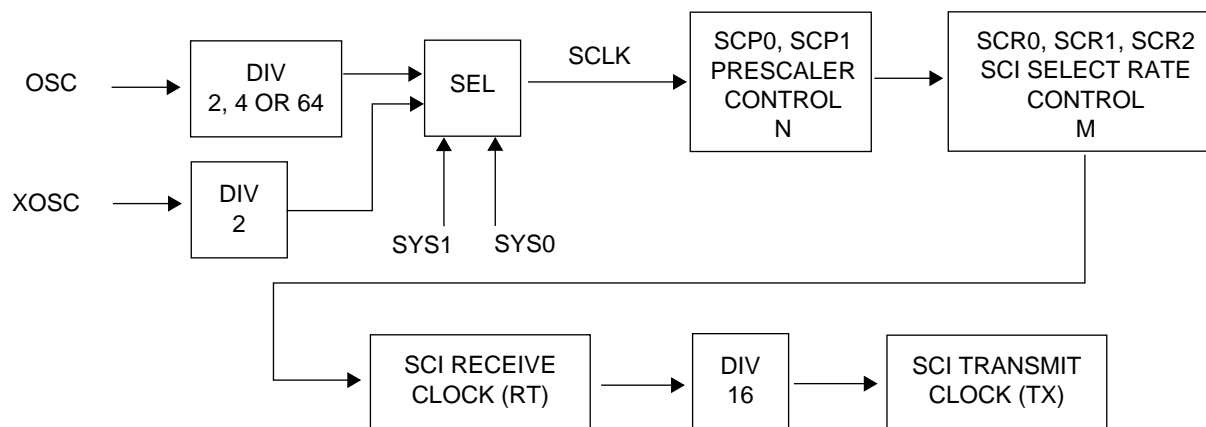 OSC
DIV
2, 4 OR 64
SEL
SCLK
SCP0, SCP1
PRESCALER
CONTROL
N
SCR0, SCR1, SCR2
SCI SELECT RATE
CONTROL
M
XOSC
DIV
2
SYS1
SYS0
SCI RECEIVE
CLOCK (RT)
DIV
16
SCI TRANSMIT
CLOCK (TX)